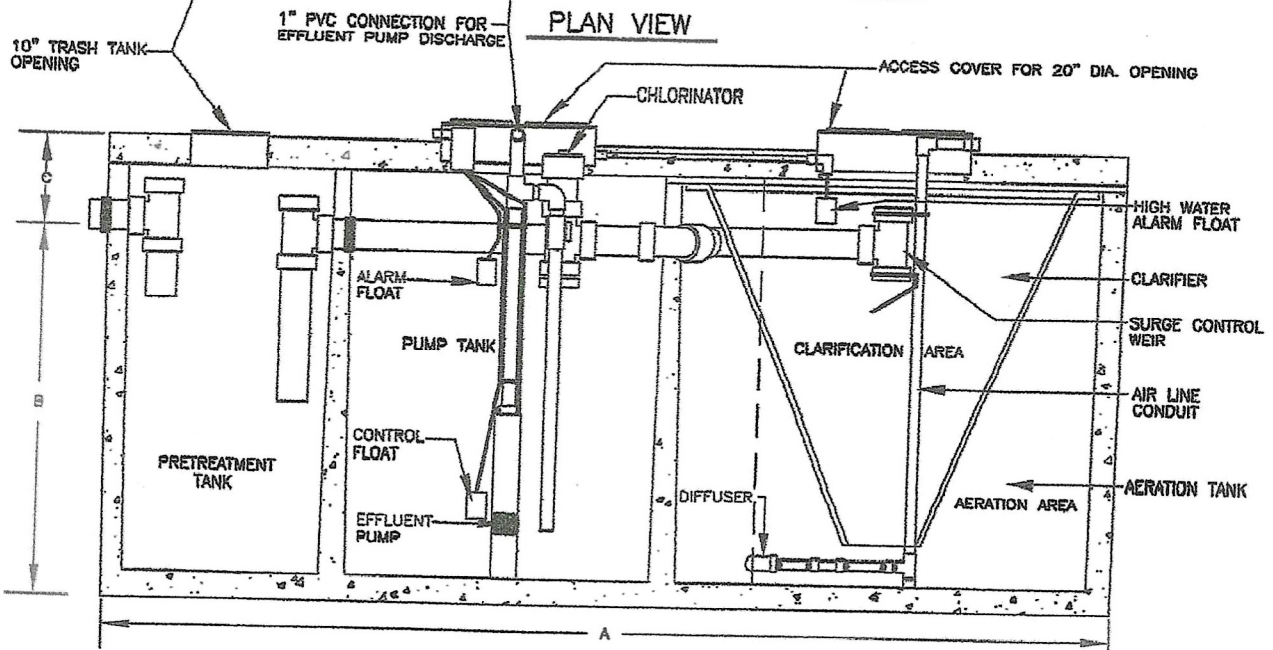 PLAN VIEW
1" PVC CONNECTION FOR
EFFLUENT PUMP DISCHARGE
10" TRASH TANK
OPENING
ACCESS COVER FOR 20" DIA. OPENING
CHLORINATOR
C
HIGH WATER
ALARM FLOAT
ALARM
FLOAT
CLARIFIER
PUMP TANK
CLARIFICATION AREA
SURGE CONTROL
WEIR
B
AIR LINE
CONDUIT
CONTROL
FLOAT
PRETREATMENT
TANK
DIFFUSER
AERATION AREA
AERATION TANK
EFFLUENT
PUMP
A